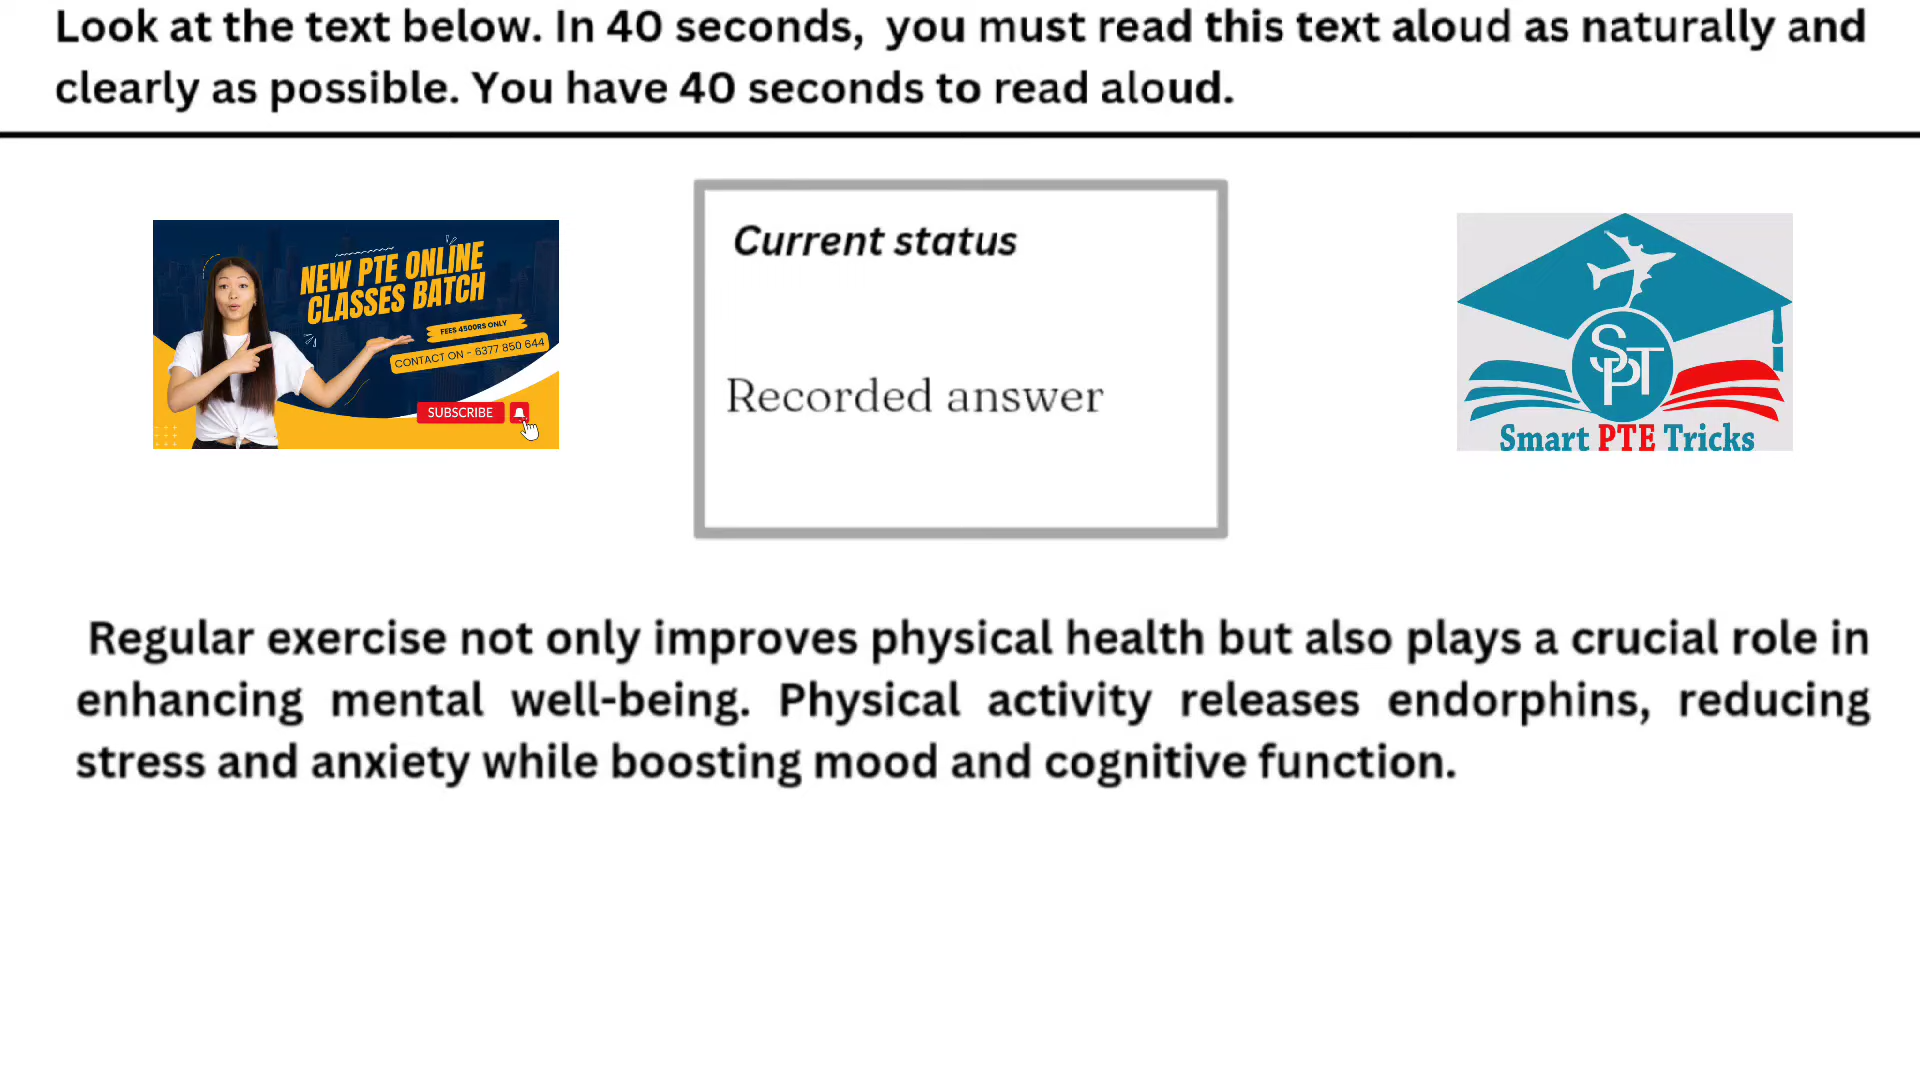 Look at the text below. In 40 seconds, you must read this text aloud as naturally and
clearly as possible. You have 40 seconds to read aloud.
NEW PTE ONLINE
CLASSES BATCH
FEES 4500RS ONLY
CONTACT ON - 6377 850 644
SUBSCRIBE
Current status
Recorded answer
SPT
Smart PTE Tricks
Regular exercise not only improves physical health but also plays a crucial role in
enhancing mental well-being. Physical activity releases endorphins, reducing
stress and anxiety while boosting mood and cognitive function.